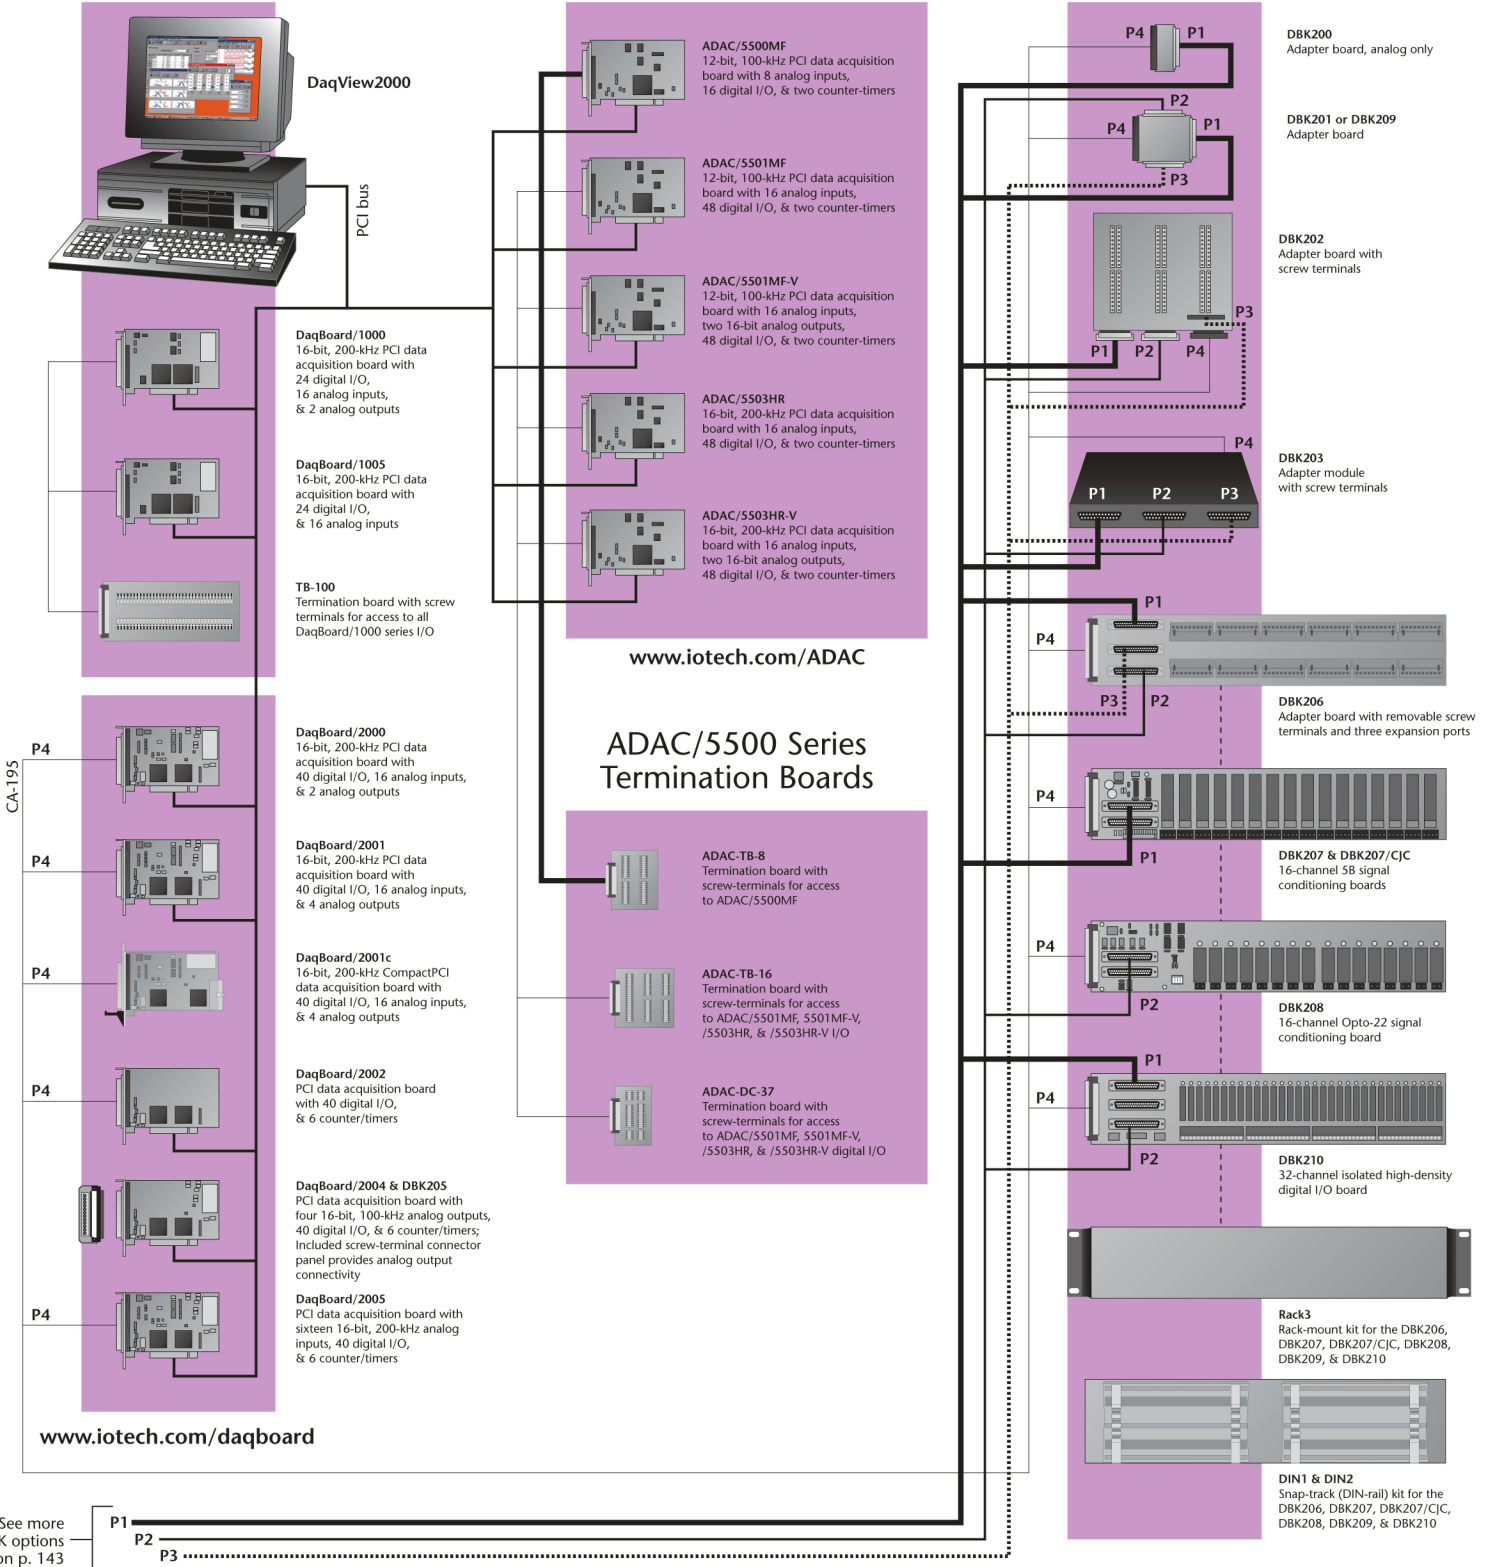 DaqView2000
PCI bus
DaqBoard/1000
16-bit, 200-kHz PCI data
acquisition board with
24 digital I/O,
16 analog inputs,
& 2 analog outputs
DaqBoard/1005
16-bit, 200-kHz PCI data
acquisition board with
24 digital I/O,
& 16 analog inputs
TB-100
Termination board with screw
terminals for access to all
DaqBoard/1000 series I/O
CA-195
P4
DaqBoard/2000
16-bit, 200-kHz PCI data
acquisition board with
40 digital I/O, 16 analog inputs,
& 2 analog outputs
P4
DaqBoard/2001
16-bit, 200-kHz PCI data
acquisition board with
40 digital I/O, 16 analog inputs,
& 4 analog outputs
P4
DaqBoard/2001c
16-bit, 200-kHz CompactPCI
data acquisition board with
40 digital I/O, 16 analog inputs,
& 4 analog outputs
P4
DaqBoard/2002
PCI data acquisition board
with 40 digital I/O,
& 6 counter/timers
DaqBoard/2004 & DBK205
PCI data acquisition board with
four 16-bit, 100-kHz analog outputs,
40 digital I/O, & 6 counter/timers;
Included screw-terminal connector
panel provides analog output
connectivity
P4
DaqBoard/2005
PCI data acquisition board with
sixteen 16-bit, 200-kHz analog
inputs, 40 digital I/O,
& 6 counter/timers
www.iotech.com/daqboard
See more
K options
on p. 143
P1
P2
P3
ADAC/5500MF
12-bit, 100-kHz PCI data acquisition
board with 8 analog inputs,
16 digital I/O, & two counter-timers
ADAC/5501MF
12-bit, 100-kHz PCI data acquisition
board with 16 analog inputs,
48 digital I/O, & two counter-timers
ADAC/5501MF-V
12-bit, 100-kHz PCI data acquisition
board with 16 analog inputs,
two 16-bit analog outputs,
48 digital I/O, & two counter-timers
ADAC/5503HR
16-bit, 200-kHz PCI data acquisition
board with 16 analog inputs,
48 digital I/O, & two counter-timers
ADAC/5503HR-V
16-bit, 200-kHz PCI data acquisition
board with 16 analog inputs,
two 16-bit analog outputs,
48 digital I/O, & two counter-timers
www.iotech.com/ADAC
ADAC/5500 Series
Termination Boards
ADAC-TB-8
Termination board with
screw-terminals for access
to ADAC/5500MF
ADAC-TB-16
Termination board with
screw-terminals for access
to ADAC/5501MF, 5501MF-V,
/5503HR, & /5503HR-V I/O
ADAC-DC-37
Termination board with
screw-terminals for access
to ADAC/5501MF, 5501MF-V,
/5503HR, & /5503HR-V digital I/O
P4 P1
DBK200
Adapter board, analog only
P2
P4 P1
P3
DBK201 or DBK209
Adapter board
DBK202
Adapter board with
screw terminals
P3
P1 P2 P4
P4
DBK203
Adapter module
with screw terminals
P1 P2 P3
P1
P4
P3 P2
DBK206
Adapter board with removable screw
terminals and three expansion ports
P4
P1
DBK207 & DBK207/CJC
16-channel 5B signal
conditioning boards
P4
P2
DBK208
16-channel Opto-22 signal
conditioning board
P1
P4
P2
DBK210
32-channel isolated high-density
digital I/O board
Rack3
Rack-mount kit for the DBK206,
DBK207, DBK207/CJC, DBK208,
DBK209, & DBK210
DIN1 & DIN2
Snap-track (DIN-rail) kit for the
DBK206, DBK207, DBK207/CJC,
DBK208, DBK209, & DBK210